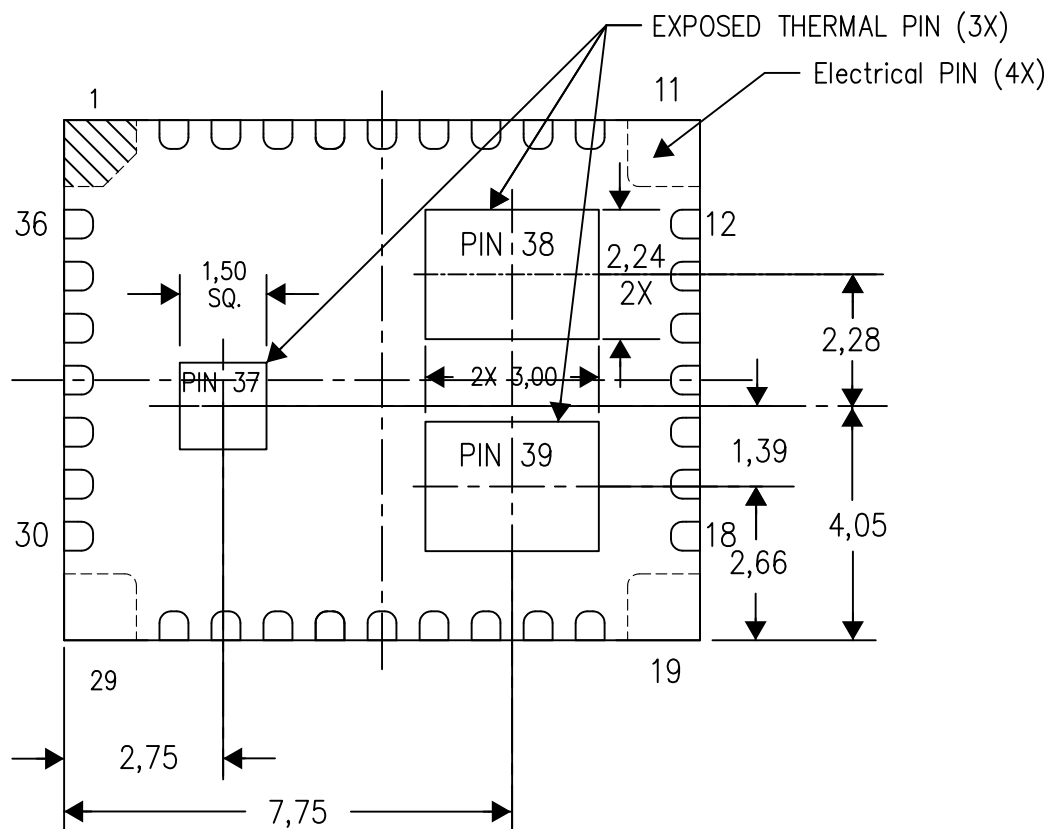 EXPOSED THERMAL PIN (3X)
Electrical PIN (4X)
1
11
36
12
PIN 38
2,24
2X
1,50
SQ.
2,28
PIN 37
2X 3,00
1,39
PIN 39
4,05
30
18
2,66
29
19
2,75
7,75